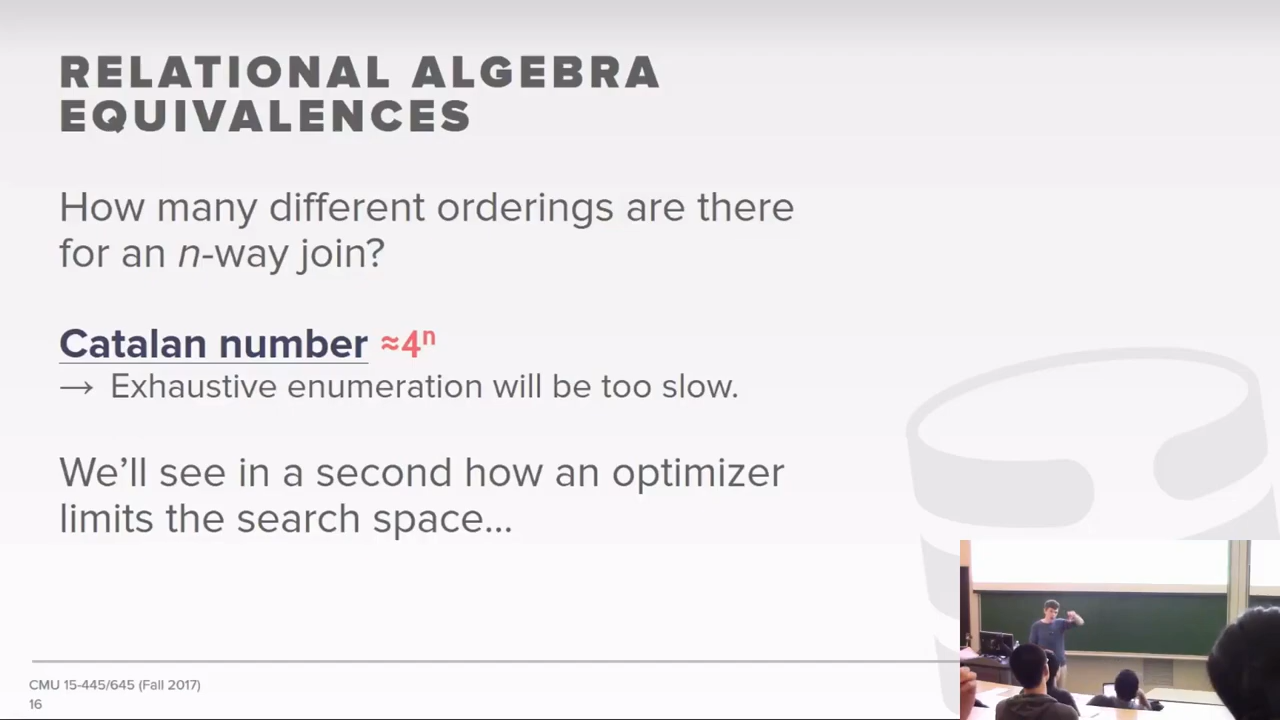 RELATIONAL ALGEBRA
EQUIVALENCES
How many different orderings are there
for an n-way join?
Catalan number ≈4ⁿ
→ Exhaustive enumeration will be too slow.
We’ll see in a second how an optimizer
limits the search space…
CMU 15-445/645 (Fall 2017)
16